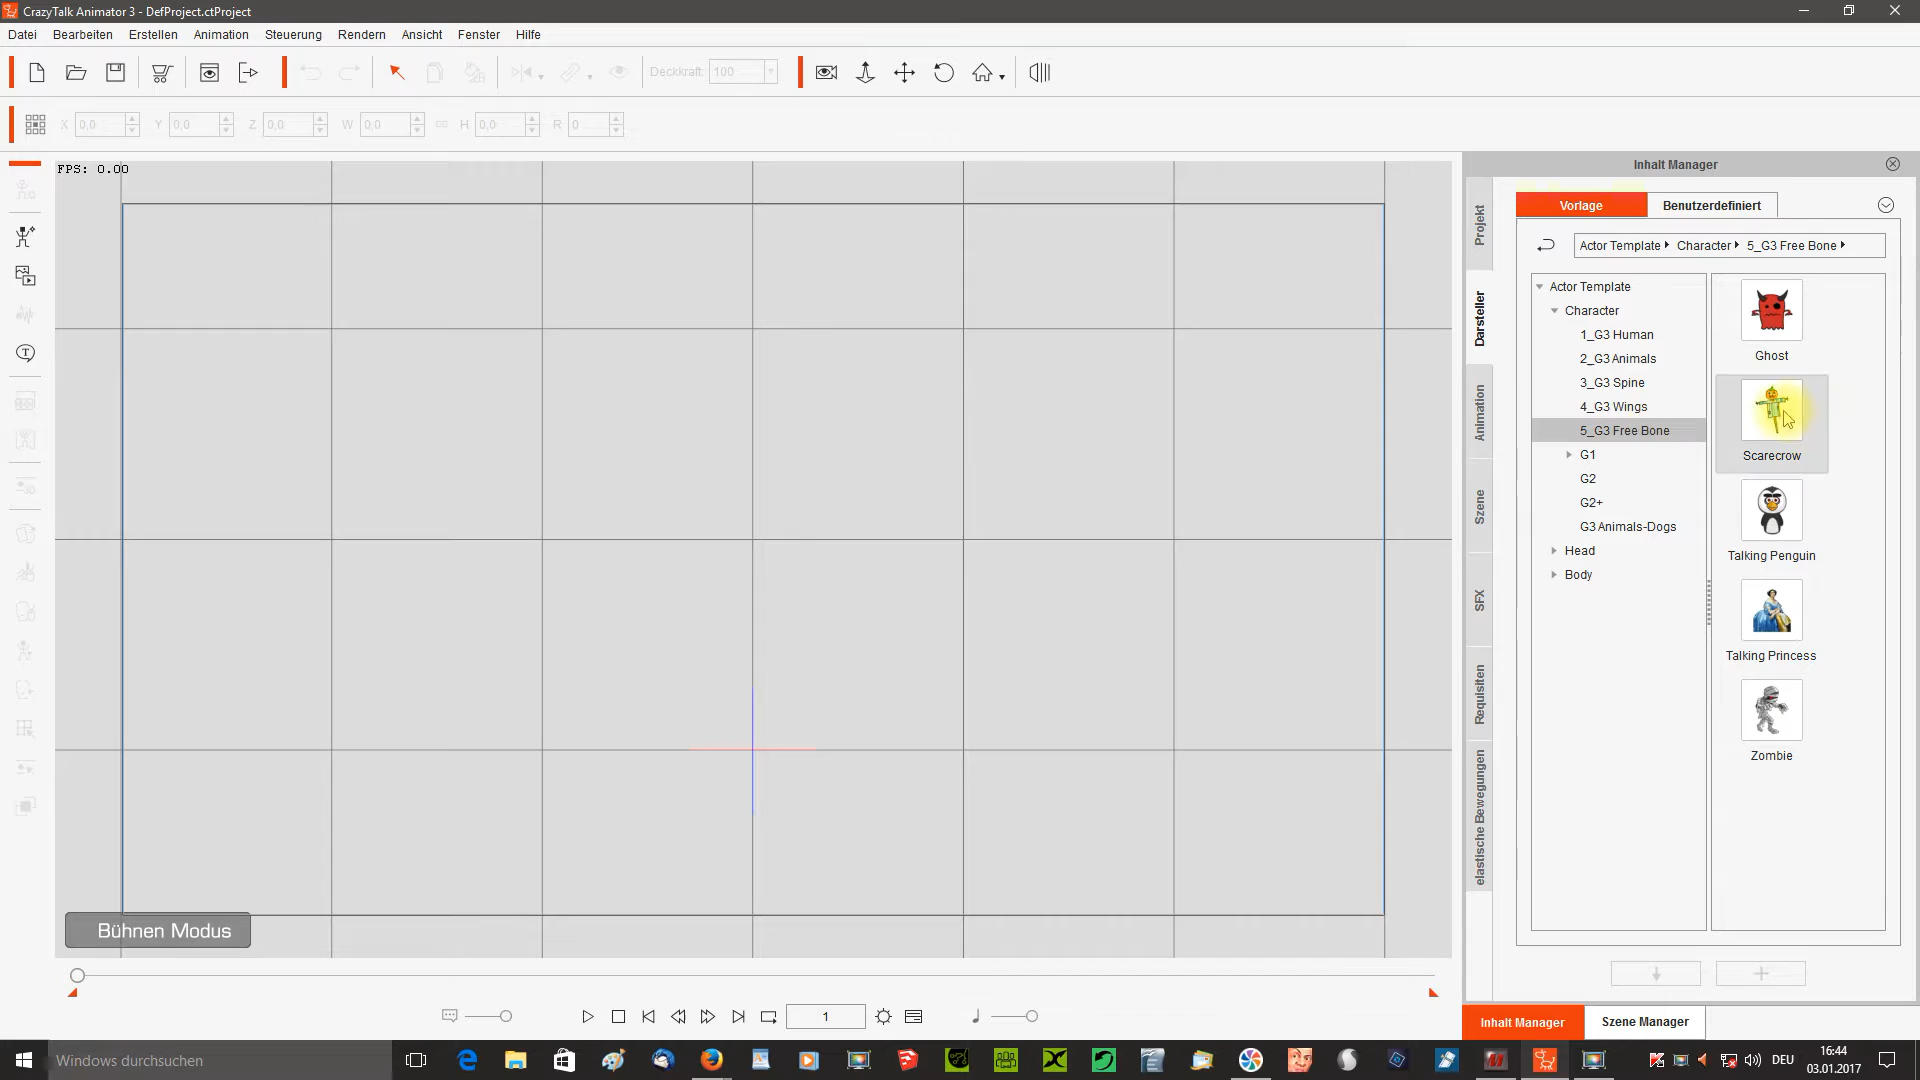 CrazyTalk Animator 3 - DefProject.ctProject
Datei Bearbeiten Erstellen Animation Steuerung Rendern Ansicht Fenster Hilfe
Deckkraft: 100
X 0,0 Y 0,0 Z 0,0 W 0,0 H 0,0 R 0
FPS: 0.00
Bühnen Modus
1
Inhalt Manager
Projekt
Darsteller
Animation
Szene
SFX
Requisiten
elastische Bewegungen
Vorlage Benutzerdefiniert
Actor Template Character 5_G3 Free Bone
Actor Template
Character
1_G3 Human
2_G3 Animals
3_G3 Spine
4_G3 Wings
5_G3 Free Bone
G1
G2
G2+
G3 Animals-Dogs
Head
Body
Ghost
Scarecrow
Talking Penguin
Talking Princess
Zombie
Inhalt Manager Szene Manager
Windows durchsuchen
DEU
16:44
03.01.2017